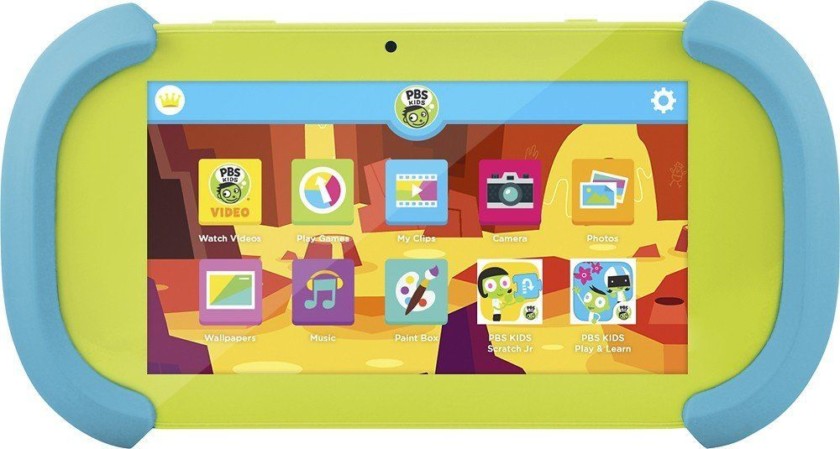 PBS
KIDS
PBS
KIDS
VIDEO
Watch Videos
Play Games
My Clips
Camera
Photos
Wallpapers
Music
Paint Box
PBS KIDS
Scratch Jr
PBS KIDS
Play & Learn